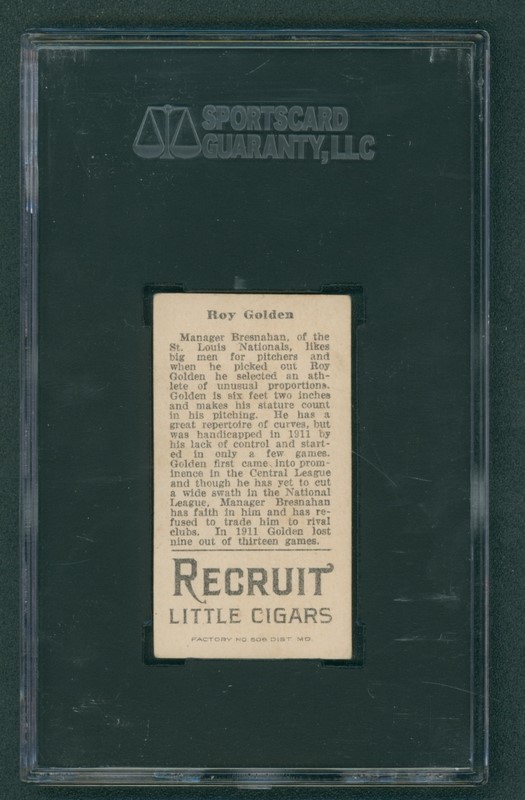 SPORTSCARD
GUARANTY, LLC
Roy Golden
Manager Bresnahan, of the
St. Louis Nationals, likes
big men for pitchers and
when he picked out Roy
Golden he selected an ath-
lete of unusual proportions.
Golden is six feet two inches
and makes his stature count
in his pitching. He has a
great repertoire of curves, but
was handicapped in 1911 by
his lack of control and start-
ed in only a few games.
Golden first came into prom-
inence in the Central League
and though he has yet to cut
a wide swath in the National
League, Manager Bresnahan
has faith in him and has re-
fused to trade him to rival
clubs. In 1911 Golden lost
nine out of thirteen games.
RECRUIT
LITTLE CIGARS
FACTORY NO 606 DIST. MO.